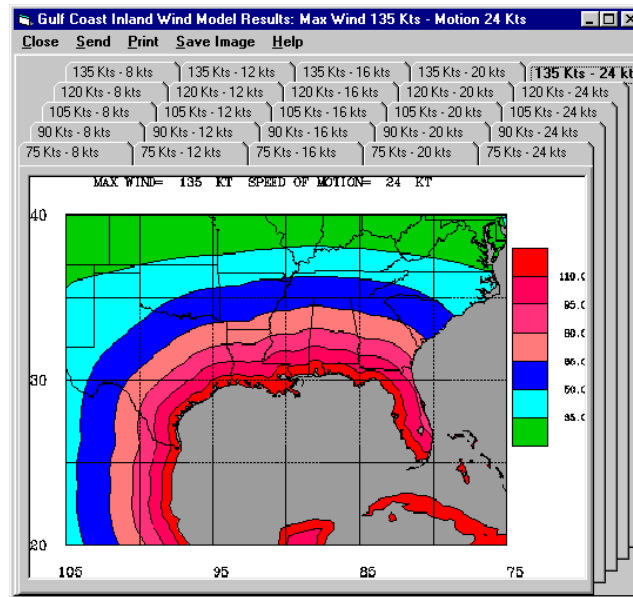 Gulf Coast Inland Wind Model Results: Max Wind 135 Kts - Motion 24 Kts
Close Send Print Save Image Help
135 Kts - 8 kts 135 Kts - 12 kts 135 Kts - 16 kts 135 Kts - 20 kts 135 Kts - 24 kt
120 Kts - 8 kts 120 Kts - 12 kts 120 Kts - 16 kts 120 Kts - 20 kts 120 Kts - 24 kts
105 Kts - 8 kts 105 Kts - 12 kts 105 Kts - 16 kts 105 Kts - 20 kts 105 Kts - 24 kts
90 Kts - 8 kts 90 Kts - 12 kts 90 Kts - 16 kts 90 Kts - 20 kts 90 Kts - 24 kts
75 Kts - 8 kts 75 Kts - 12 kts 75 Kts - 16 kts 75 Kts - 20 kts 75 Kts - 24 kts
MAX WIND= 135 KT SPEED OF MOTION= 24 KT
40
110.0
95.0
80.0
65.0
30
50.0
35.0
20
105 95 85 75